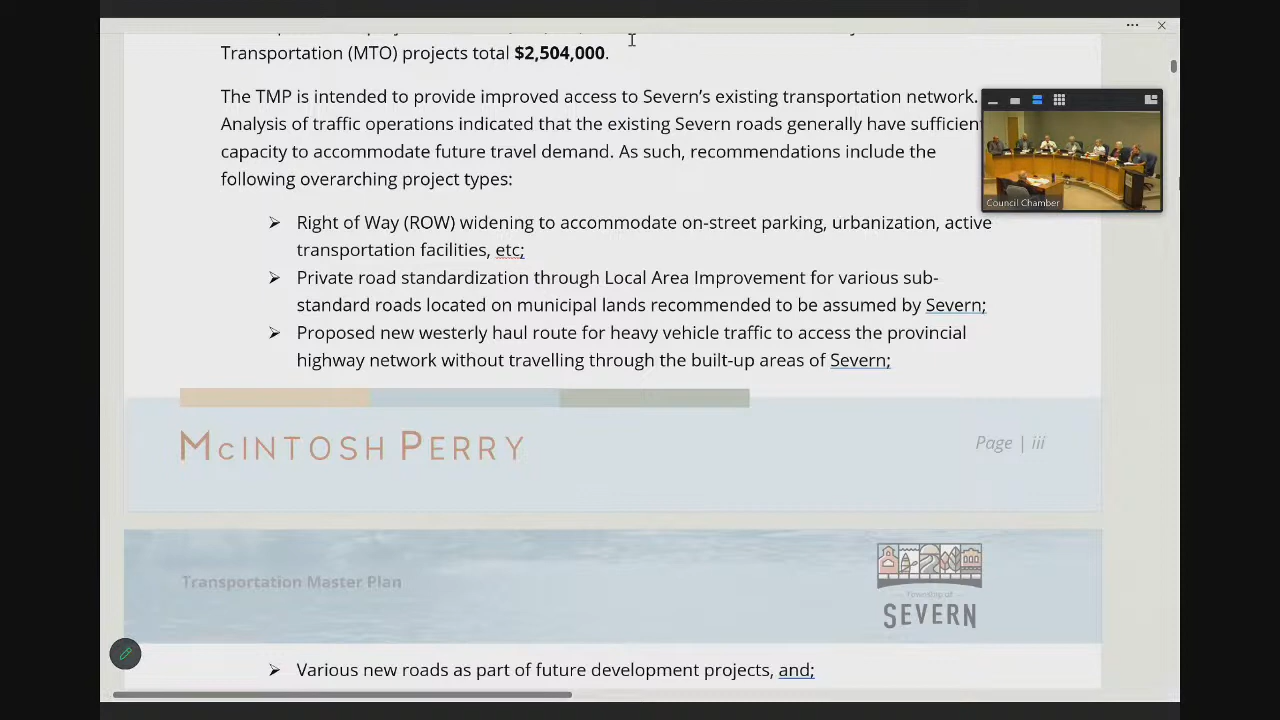 Transportation (MTO) projects total $2,504,000.
The TMP is intended to provide improved access to Severn’s existing transportation network.
Analysis of traffic operations indicated that the existing Severn roads generally have sufficient
capacity to accommodate future travel demand. As such, recommendations include the
following overarching project types:
➢ Right of Way (ROW) widening to accommodate on-street parking, urbanization, active
transportation facilities, etc;
➢ Private road standardization through Local Area Improvement for various sub-
standard roads located on municipal lands recommended to be assumed by Severn;
➢ Proposed new westerly haul route for heavy vehicle traffic to access the provincial
highway network without travelling through the built-up areas of Severn;
Council Chamber
McINTOSH PERRY
Page | iii
Transportation Master Plan
Township of
SEVERN
➢ Various new roads as part of future development projects, and;